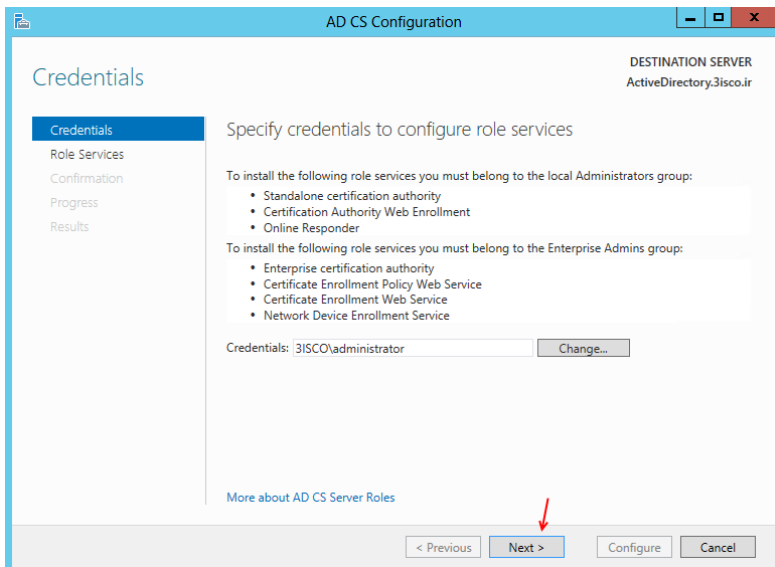 AD CS Configuration
Credentials
DESTINATION SERVER
ActiveDirectory.3isco.ir
Credentials
Role Services
Confirmation
Progress
Results
Specify credentials to configure role services
To install the following role services you must belong to the local Administrators group:
• Standalone certification authority
• Certification Authority Web Enrollment
• Online Responder
To install the following role services you must belong to the Enterprise Admins group:
• Enterprise certification authority
• Certificate Enrollment Policy Web Service
• Certificate Enrollment Web Service
• Network Device Enrollment Service
Credentials: 3ISCO\administrator Change...
More about AD CS Server Roles
< Previous Next > Configure Cancel